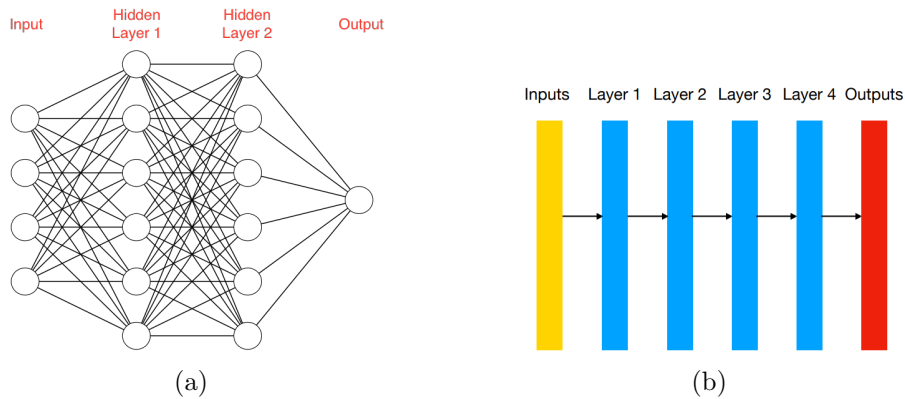 Input
Hidden
Layer 1
Hidden
Layer 2
Output
Inputs Layer 1 Layer 2 Layer 3 Layer 4 Outputs
(a)
(b)